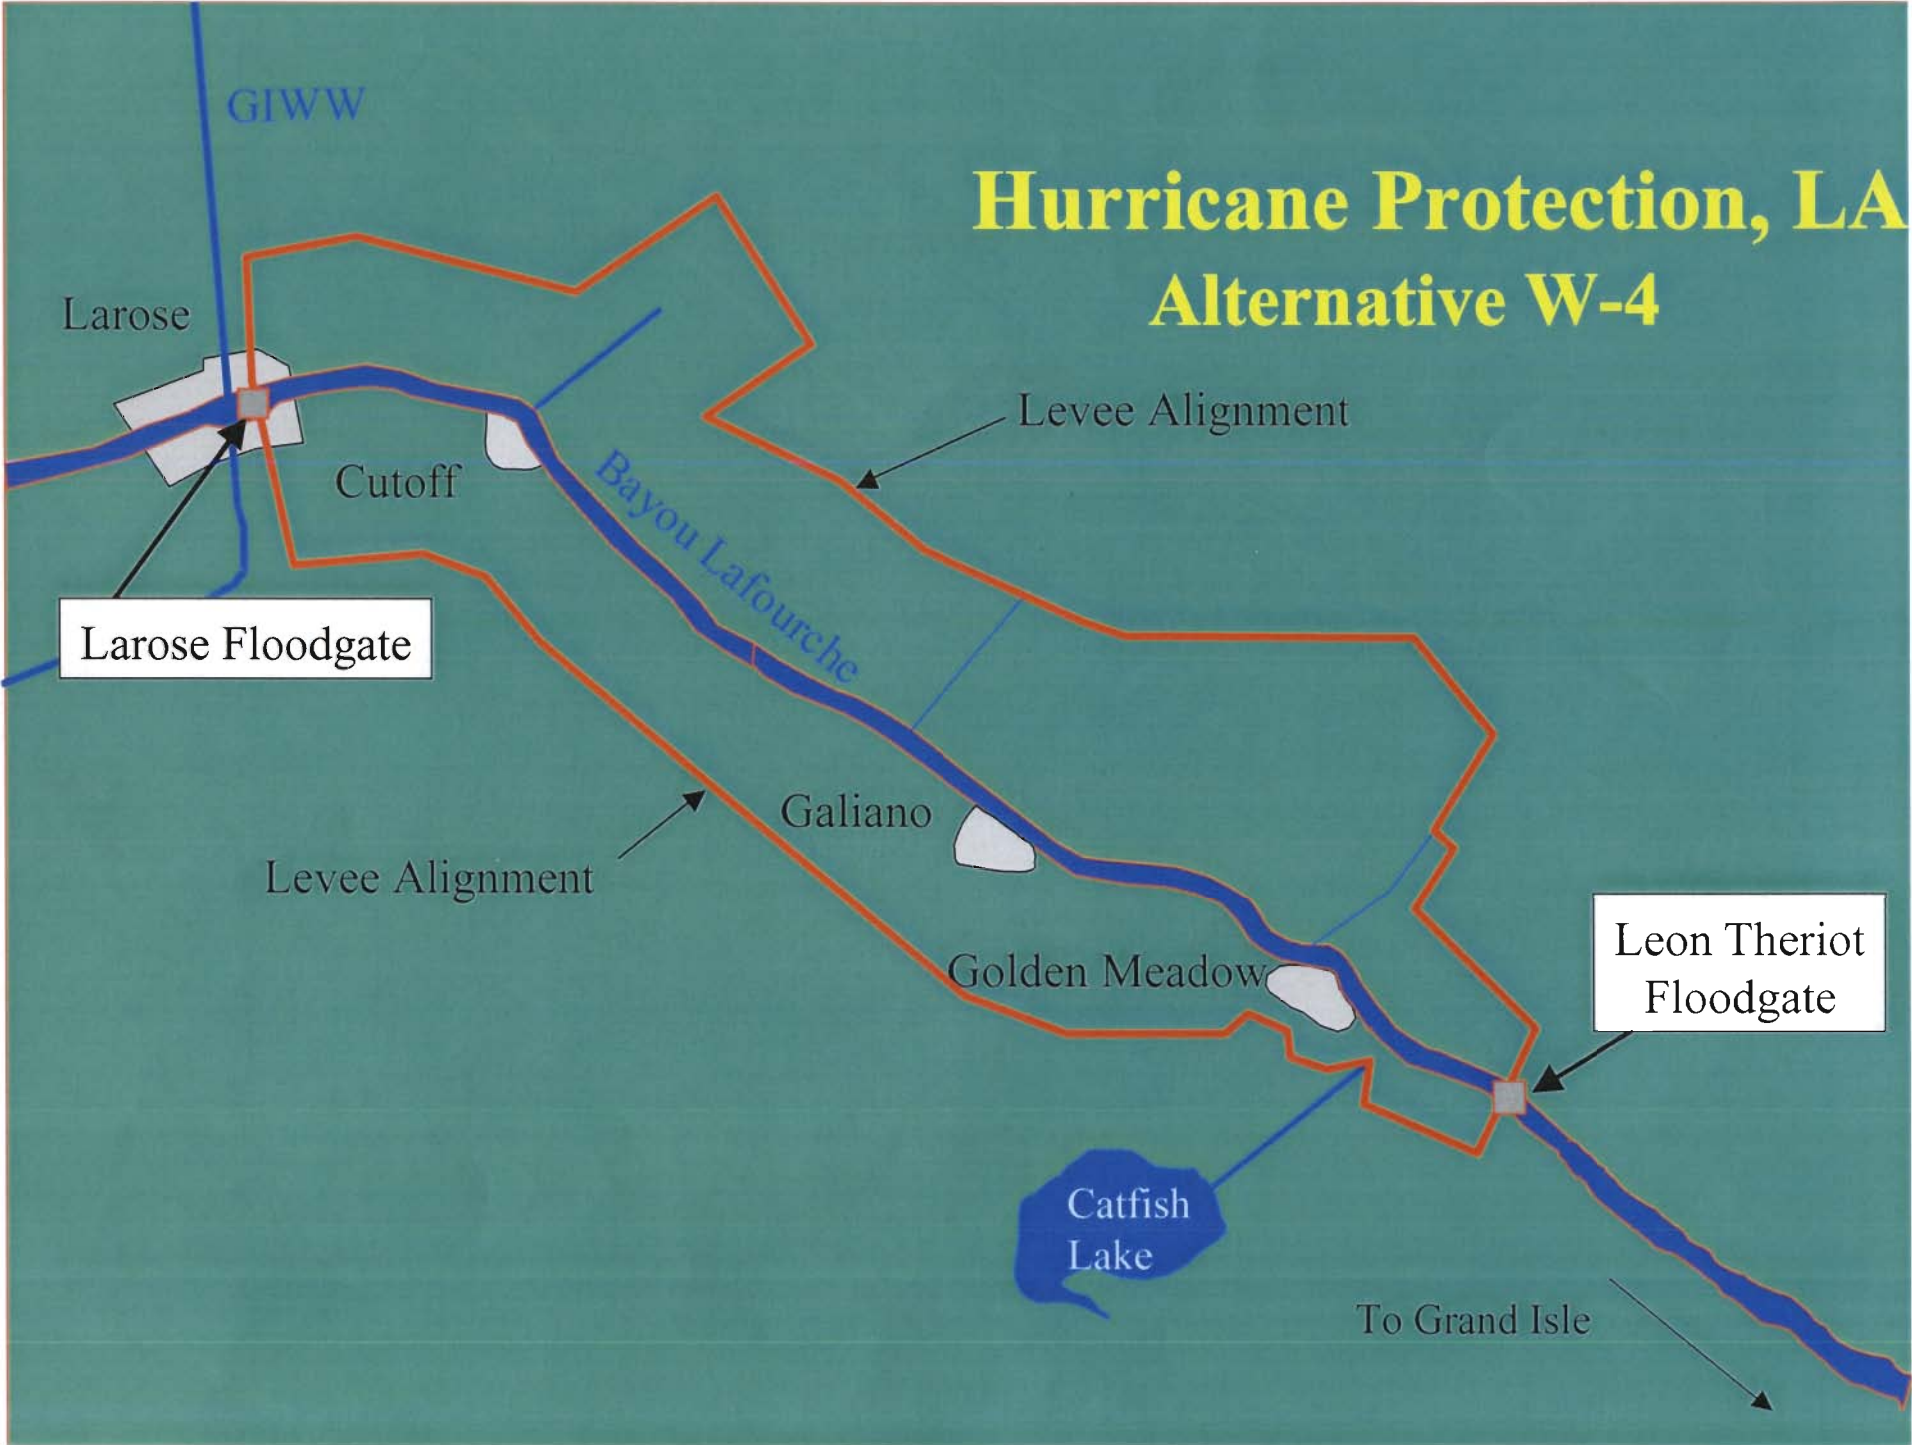 GIWW
Hurricane Protection, LA
Alternative W-4
Larose
Levee Alignment
Cutoff
Bayou Lafourche
Larose Floodgate
Galiano
Levee Alignment
Golden Meadow
Leon Theriot
Floodgate
Catfish
Lake
To Grand Isle